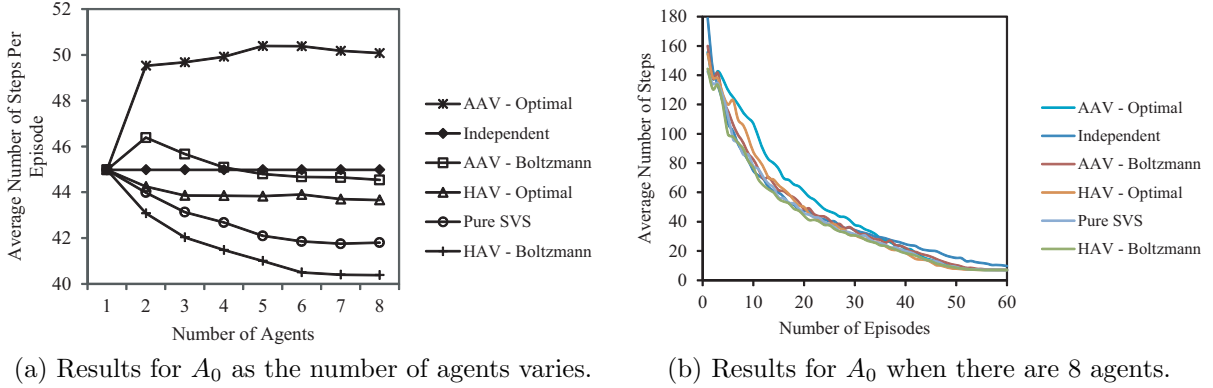 52
50
48
46
44
42
40
Average Number of Steps Per
Episode
1 2 3 4 5 6 7 8
Number of Agents
AAV - Optimal
Independent
AAV - Boltzmann
HAV - Optimal
Pure SVS
HAV - Boltzmann
(a) Results for A0 as the number of agents varies.
180
160
140
120
100
80
60
40
20
0
Average Number of Steps
0 10 20 30 40 50 60
Number of Episodes
AAV - Optimal
Independent
AAV - Boltzmann
HAV - Optimal
Pure SVS
HAV - Boltzmann
(b) Results for A0 when there are 8 agents.